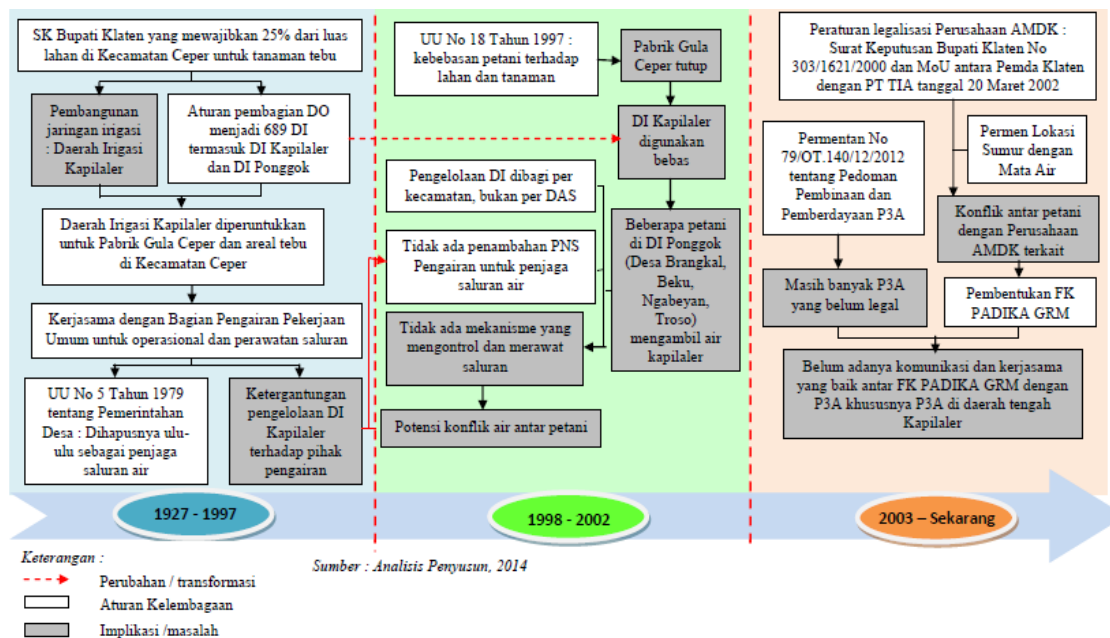 SK Bupati Klaten yang mewajibkan 25% dari luas
lahan di Kecamatan Ceper untuk tanaman tebu
Pembangunan
jaringan irigasi
: Daerah Irigasi
Kapilaler
Aturan pembagian DO
menjadi 689 DI
termasuk DI Kapilaler
dan DI Ponggok
Daerah Irigasi Kapilaler diperuntukkan
untuk Pabrik Gula Ceper dan areal tebu
di Kecamatan Ceper
Kerjasama dengan Bagian Pengairan Pekerjaan
Umum untuk operasional dan perawatan saluran
UU No 5 Tahun 1979
tentang Pemerintahan
Desa : Dihapusnya ulu-
ulu sebagai penjaga
saluran air
Ketergantungan
pengelolaan DI
Kapilaler
terhadap pihak
pengairan
UU No 18 Tahun 1997 :
kebebasan petani terhadap
lahan dan tanaman
Pabrik Gula
Ceper tutup
DI Kapilaler
digunakan
bebas
Pengelolaan DI dibagi per
kecamatan, bukan per DAS
Tidak ada penambahan PNS
Pengairan untuk penjaga
saluran air
Beberapa petani
di DI Ponggok
(Desa Brangkal,
Beku,
Ngabeyan,
Troso)
mengambil air
kapilaler
Tidak ada mekanisme yang
mengontrol dan merawat
saluran
Potensi konflik air antar petani
Peraturan legalisasi Perusahaan AMDK :
Surat Keputusan Bupati Klaten No
303/1621/2000 dan MoU antara Pemda Klaten
dengan PT TIA tanggal 20 Maret 2002
Permentan No
79/OT.140/12/2012
tentang Pedoman
Pembinaan dan
Pemberdayaan P3A
Permen Lokasi
Sumur dengan
Mata Air
Konflik antar petani
dengan Perusahaan
AMDK terkait
Masih banyak P3A
yang belum legal
Pembentukan FK
PADIKA GRM
Belum adanya komunikasi dan kerjasama
yang baik antar FK PADIKA GRM dengan
P3A khususnya P3A di daerah tengah
Kapilaler
1927 - 1997
1998 - 2002
2003 – Sekarang
Keterangan :
Perubahan / transformasi
Aturan Kelembagaan
Implikasi /masalah
Sumber : Analisis Penyusun, 2014